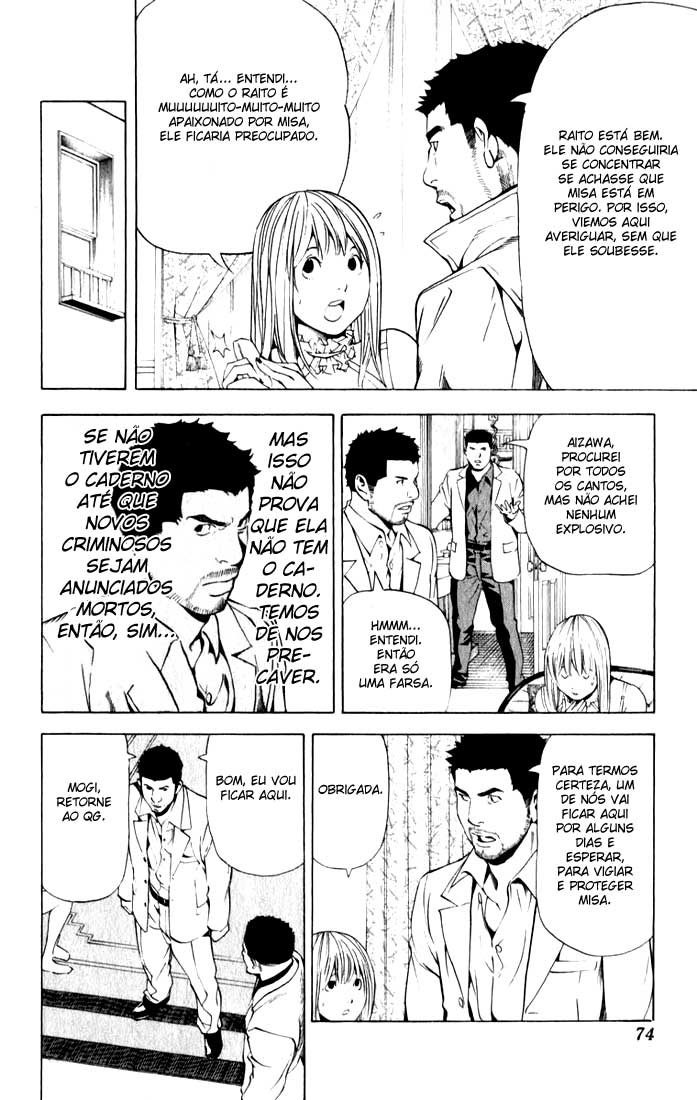 RAITO ESTÁ BEM.
ELE NÃO CONSEGUIRIA
SE CONCENTRAR
SE ACHASSE QUE
MISA ESTÁ EM
PERIGO. POR ISSO,
VIEMOS AQUI
AVERIGUAR, SEM QUE
ELE SOUBESSE.
AH, TÁ... ENTENDI...
COMO O RAITO É
MUUUUUUITO-MUITO-MUITO
APAIXONADO POR MISA,
ELE FICARIA PREOCUPADO.
AIZAWA,
PROCUREI
POR TODOS
OS CANTOS,
MAS NÃO ACHEI
NENHUM
EXPLOSIVO.
HMMM...
ENTENDI.
ENTÃO
ERA SÓ
UMA FARSA.
MAS
ISSO
NÃO
PROVA
QUE ELA
NÃO TEM
O CA-
DERNO.
TEMOS
DE NOS
PRE-
CAVER.
SE NÃO
TIVEREM
O CADERNO
ATÉ QUE
NOVOS
CRIMINOSOS
SEJAM
ANUNCIADOS
MORTOS,
ENTÃO, SIM...
PARA TERMOS
CERTEZA, UM
DE NÓS VAI
FICAR AQUI
POR ALGUNS
DIAS E
ESPERAR,
PARA VIGIAR
E PROTEGER
MISA.
OBRIGADA.
BOM, EU VOU
FICAR AQUI.
MOGI,
RETORNE
AO QG.
74